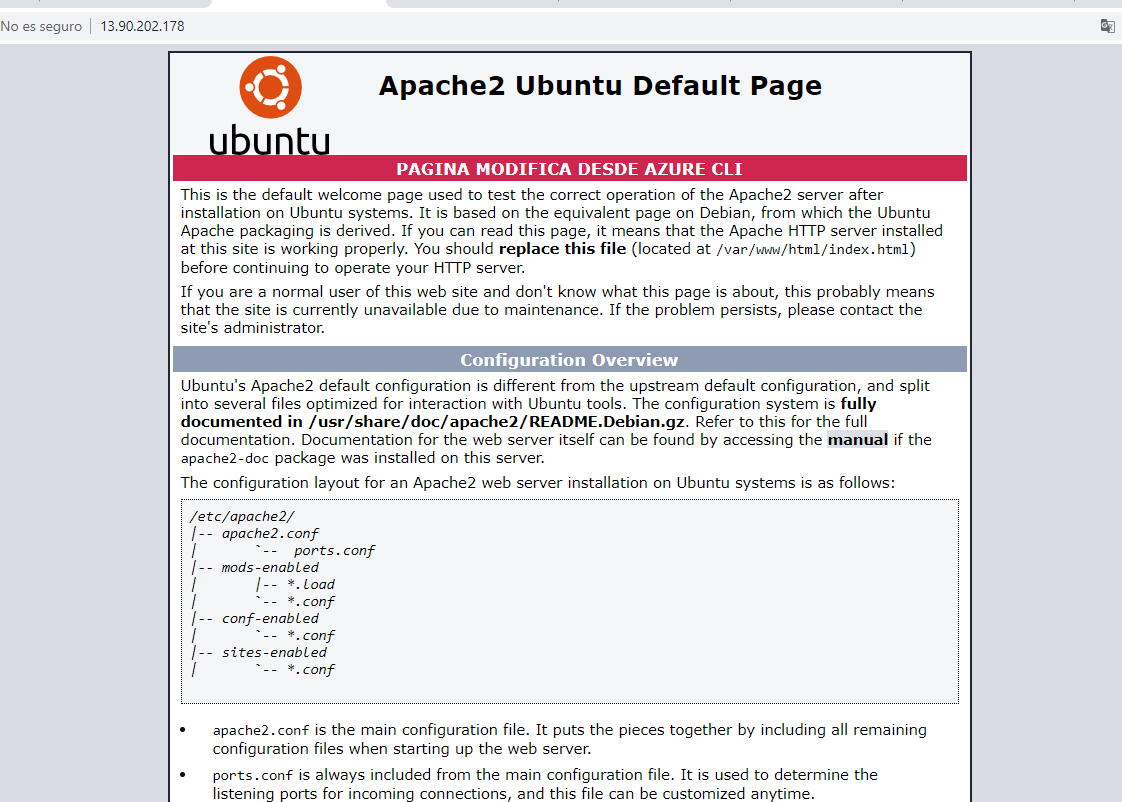 No es seguro | 13.90.202.178
ubuntu
Apache2 Ubuntu Default Page
PAGINA MODIFICA DESDE AZURE CLI
This is the default welcome page used to test the correct operation of the Apache2 server after
installation on Ubuntu systems. It is based on the equivalent page on Debian, from which the Ubuntu
Apache packaging is derived. If you can read this page, it means that the Apache HTTP server installed
at this site is working properly. You should replace this file (located at /var/www/html/index.html)
before continuing to operate your HTTP server.
If you are a normal user of this web site and don't know what this page is about, this probably means
that the site is currently unavailable due to maintenance. If the problem persists, please contact the
site's administrator.
Configuration Overview
Ubuntu's Apache2 default configuration is different from the upstream default configuration, and split
into several files optimized for interaction with Ubuntu tools. The configuration system is fully
documented in /usr/share/doc/apache2/README.Debian.gz. Refer to this for the full
documentation. Documentation for the web server itself can be found by accessing the manual if the
apache2-doc package was installed on this server.
The configuration layout for an Apache2 web server installation on Ubuntu systems is as follows:
/etc/apache2/
|-- apache2.conf
|       `--  ports.conf
|-- mods-enabled
|       |-- *.load
|       `-- *.conf
|-- conf-enabled
|       `-- *.conf
|-- sites-enabled
|       `-- *.conf
• apache2.conf is the main configuration file. It puts the pieces together by including all remaining
configuration files when starting up the web server.
• ports.conf is always included from the main configuration file. It is used to determine the
listening ports for incoming connections, and this file can be customized anytime.